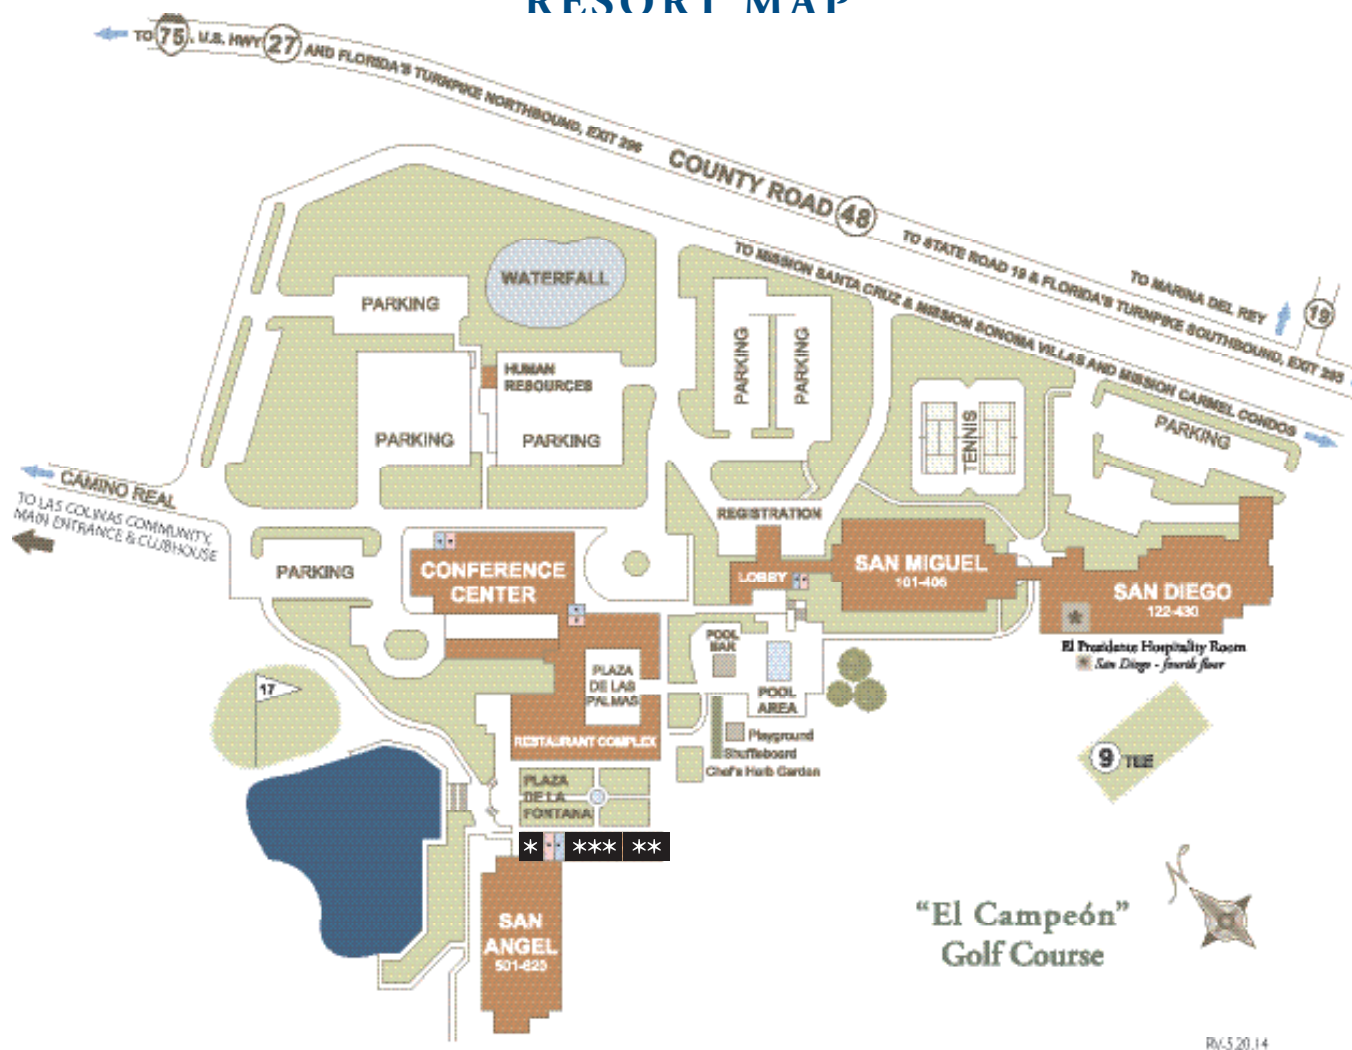 RESORT MAP
TO 75, U.S. HWY 27 AND FLORIDA'S TURNPIKE NORTHBOUND, EXIT 296
COUNTY ROAD 48
TO STATE ROAD 19 & FLORIDA'S TURNPIKE SOUTHBOUND, EXIT 285
TO MARINA DEL REY
19
TO MISSION SANTA CRUZ & MISSION SONOMA VILLAS AND MISSION CARMEL CONDOS
WATERFALL
PARKING
PARKING
PARKING
HUMAN
RESOURCES
PARKING
PARKING
PARKING
TENNIS
PARKING
CAMINO REAL
TO LAS COLINAS COMMUNITY,
MAIN ENTRANCE & CLUBHOUSE
REGISTRATION
PARKING
CONFERENCE
CENTER
LOBBY
SAN MIGUEL
101-406
SAN DIEGO
122-430
*
El Presidente Hospitality Room
* San Diego - fourth floor
POOL
BAR
PLAZA
DE LAS
PALMAS
POOL
AREA
17
RESTAURANT COMPLEX
Playground
Shuffleboard
Chef's Herb Garden
9 TEE
PLAZA
DE LA
FONTANA
* *** **
SAN
ANGEL
501-625
N
"El Campeón"
Golf Course
RV-5.20.14